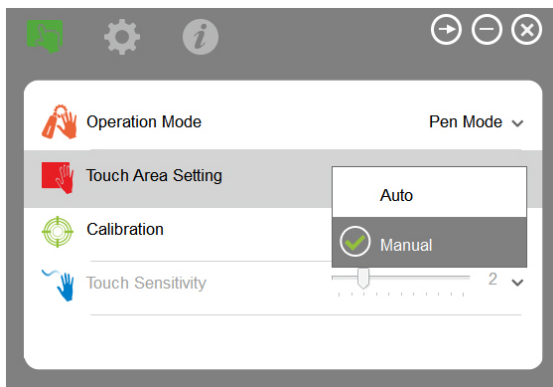 Operation Mode Pen Mode
Touch Area Setting
Auto
Calibration
Manual
Touch Sensitivity 2